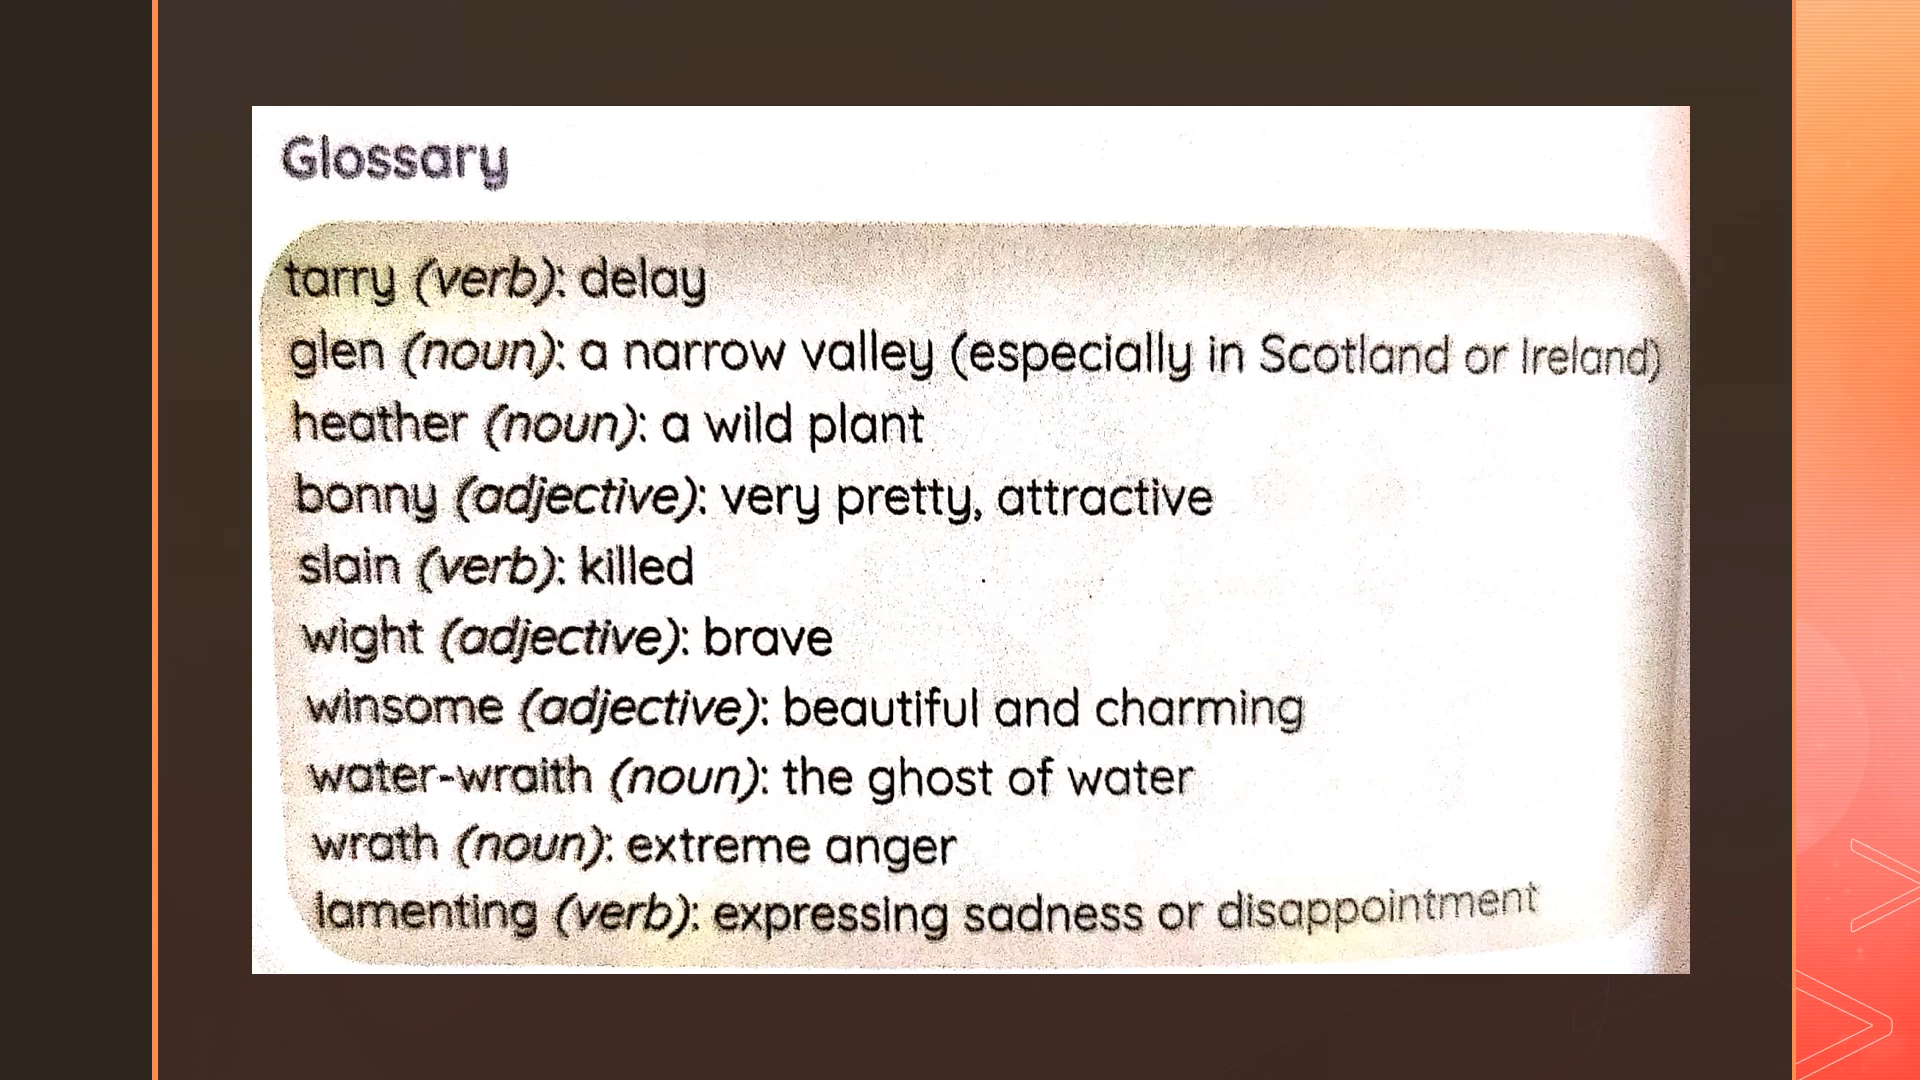 Glossary
tarry (verb): delay
glen (noun): a narrow valley (especially in Scotland or Ireland)
heather (noun): a wild plant
bonny (adjective): very pretty, attractive
slain (verb): killed
wight (adjective): brave
winsome (adjective): beautiful and charming
water-wraith (noun): the ghost of water
wrath (noun): extreme anger
lamenting (verb): expressing sadness or disappointment